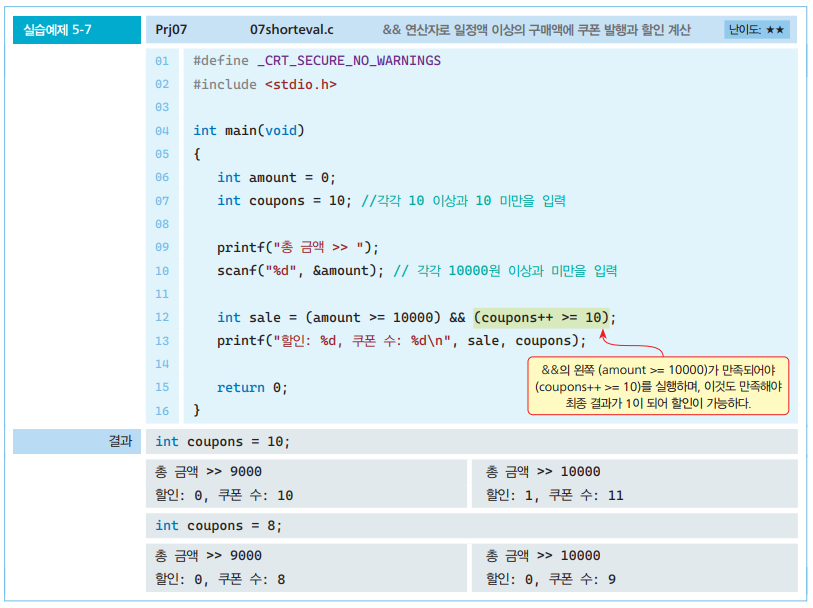 실습예제 5-7
Prj07 07shorteval.c && 연산자로 일정액 이상의 구매액에 쿠폰 발행과 할인 계산 난이도: ★★
01 #define _CRT_SECURE_NO_WARNINGS
02 #include <stdio.h>
03
04 int main(void)
05 {
06 int amount = 0;
07 int coupons = 10; //각각 10 이상과 10 미만을 입력
08
09 printf("총 금액 >> ");
10 scanf("%d", &amount); // 각각 10000원 이상과 미만을 입력
11
12 int sale = (amount >= 10000) && (coupons++ >= 10);
13 printf("할인: %d, 쿠폰 수: %d\n", sale, coupons);
14
15 return 0;
16 }
&&의 왼쪽 (amount >= 10000)가 만족되어야
(coupons++ >= 10)를 실행하며, 이것도 만족해야
최종 결과가 1이 되어 할인이 가능하다.
결과
int coupons = 10;
총 금액 >> 9000
할인: 0, 쿠폰 수: 10
총 금액 >> 10000
할인: 1, 쿠폰 수: 11
int coupons = 8;
총 금액 >> 9000
할인: 0, 쿠폰 수: 8
총 금액 >> 10000
할인: 0, 쿠폰 수: 9